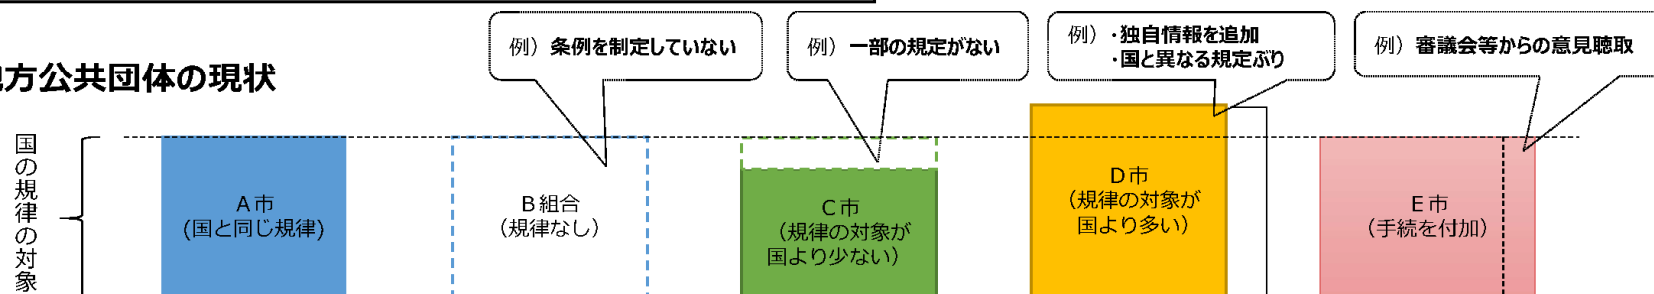 方公共団体の現状
例）条例を制定していない
例）一部の規定がない
例）・独自情報を追加
・国と異なる規定ぶり
例）審議会等からの意見聴取
国の規律の対象
A市
(国と同じ規律)
B組合
（規律なし）
C市
（規律の対象が
国より少ない）
D市
（規律の対象が
国より多い）
E市
（手続を付加）